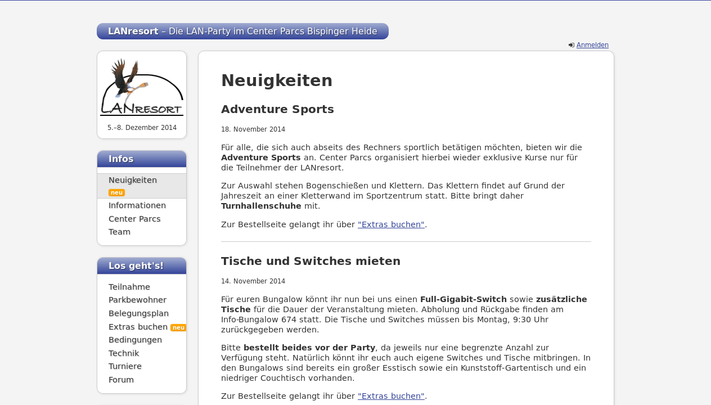 LANresort – Die LAN-Party im Center Parcs Bispinger Heide
Anmelden
LANRESORT
5.–8. Dezember 2014
Infos
Neuigkeiten
neu
Informationen
Center Parcs
Team
Los geht's!
Teilnahme
Parkbewohner
Belegungsplan
Extras buchen neu
Bedingungen
Technik
Turniere
Forum
Neuigkeiten
Adventure Sports
18. November 2014
Für alle, die sich auch abseits des Rechners sportlich betätigen möchten, bieten wir die
Adventure Sports an. Center Parcs organisiert hierbei wieder exklusive Kurse nur für
die Teilnehmer der LANresort.
Zur Auswahl stehen Bogenschießen und Klettern. Das Klettern findet auf Grund der
Jahreszeit an einer Kletterwand im Sportzentrum statt. Bitte bringt daher
Turnhallenschuhe mit.
Zur Bestellseite gelangt ihr über "Extras buchen".
Tische und Switches mieten
14. November 2014
Für euren Bungalow könnt ihr nun bei uns einen Full-Gigabit-Switch sowie zusätzliche
Tische für die Dauer der Veranstaltung mieten. Abholung und Rückgabe finden am
Info-Bungalow 674 statt. Die Tische und Switches müssen bis Montag, 9:30 Uhr
zurückgegeben werden.
Bitte bestellt beides vor der Party, da jeweils nur eine begrenzte Anzahl zur
Verfügung steht. Natürlich könnt ihr euch auch eigene Switches und Tische mitbringen. In
den Bungalows sind bereits ein großer Esstisch sowie ein Kunststoff-Gartentisch und ein
niedriger Couchtisch vorhanden.
Zur Bestellseite gelangt ihr über "Extras buchen".